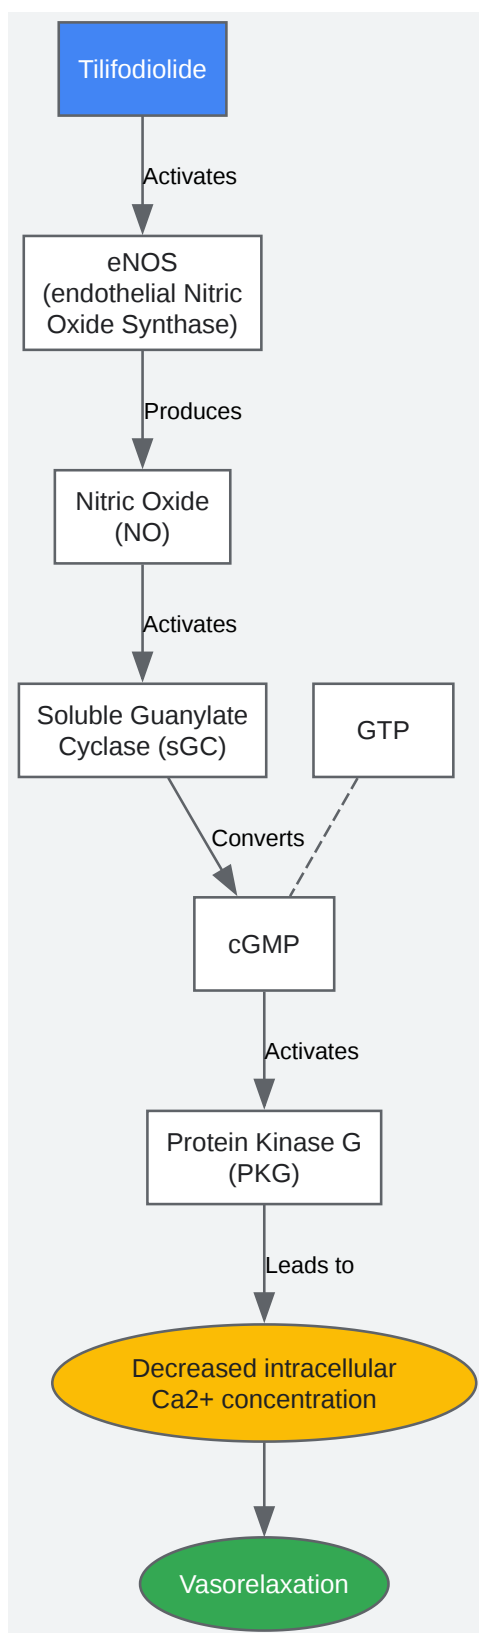 Tilifodiolide
Activates
eNOS
(endothelial Nitric
Oxide Synthase)
Produces
Nitric Oxide
(NO)
Activates
Soluble Guanylate
Cyclase (sGC)
GTP
Converts
cGMP
Activates
Protein Kinase G
(PKG)
Leads to
Decreased intracellular
Ca2+ concentration
Vasorelaxation